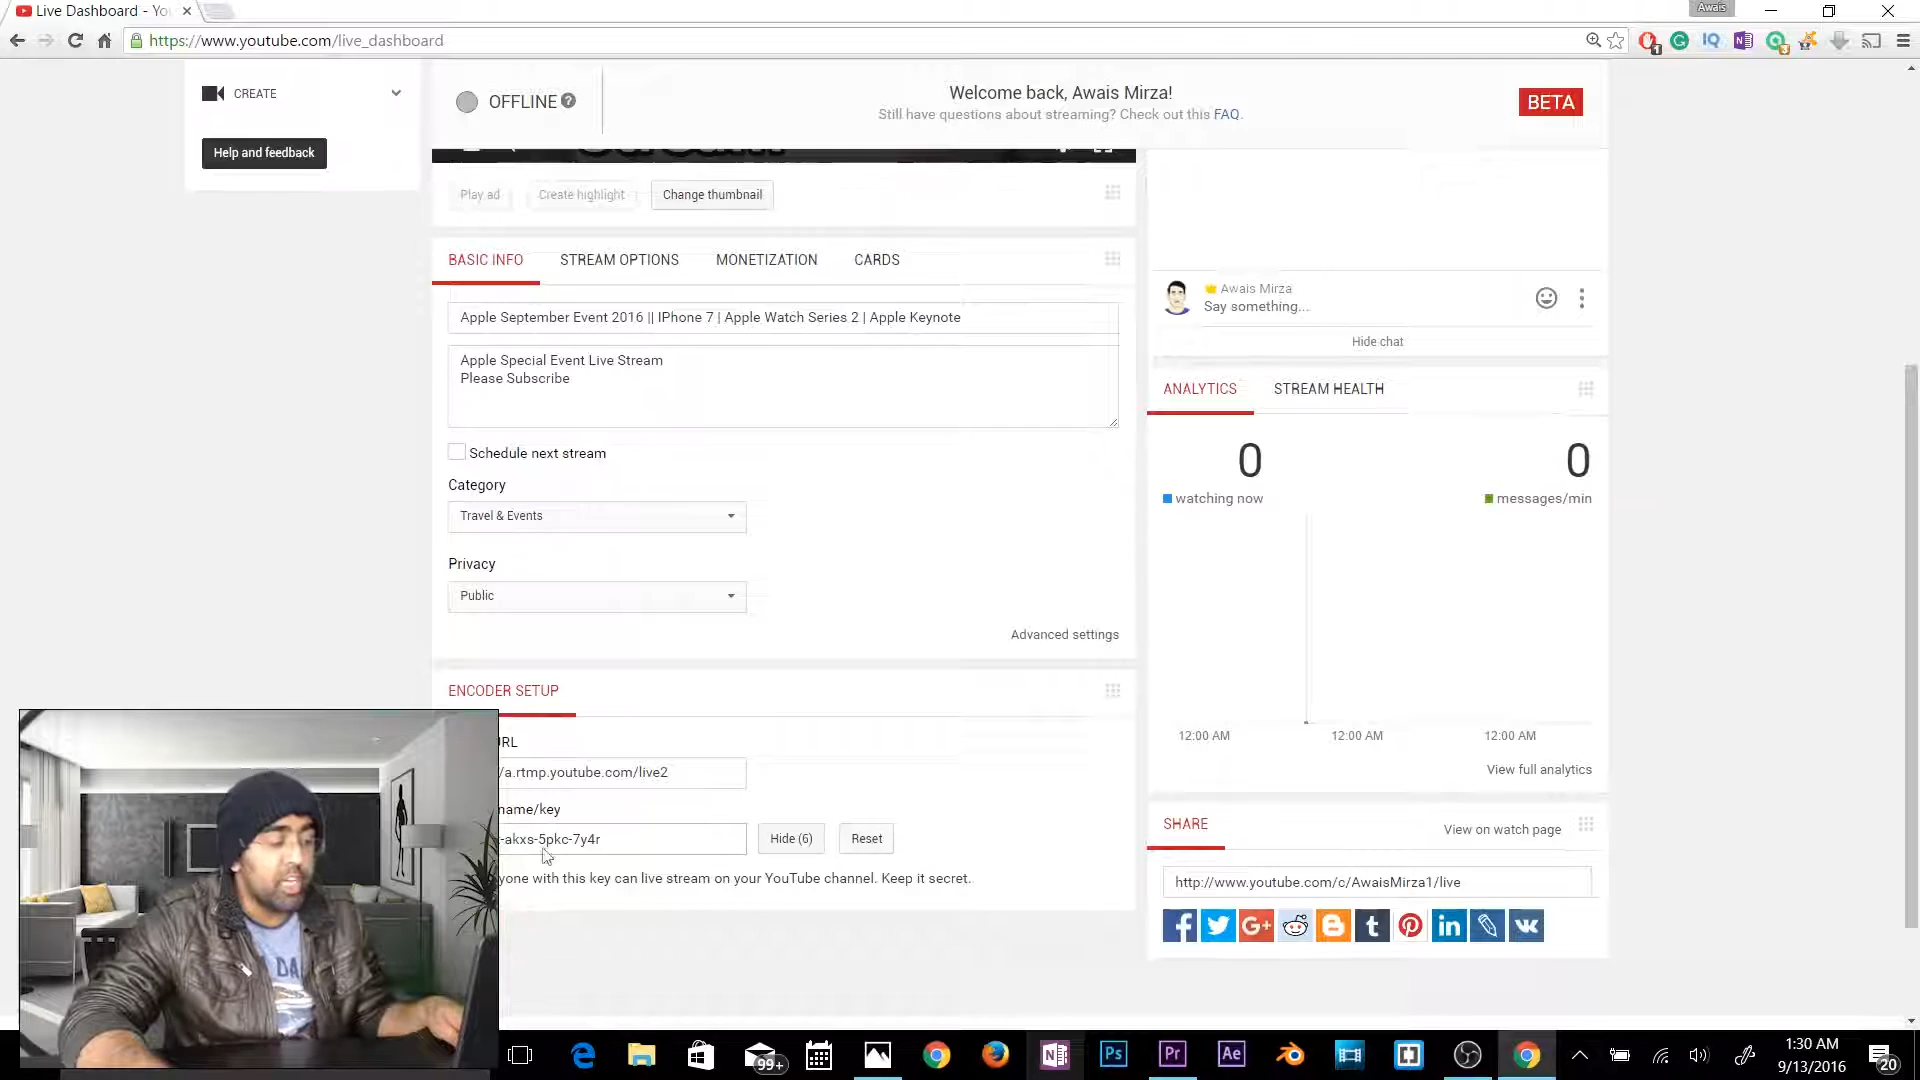 Live Dashboard - Yo
Awais
https://www.youtube.com/live_dashboard
CREATE
OFFLINE
Welcome back, Awais Mirza!
Still have questions about streaming? Check out this FAQ.
BETA
Help and feedback
Play ad
Create highlight
Change thumbnail
BASIC INFO
STREAM OPTIONS
MONETIZATION
CARDS
Apple September Event 2016 || IPhone 7 | Apple Watch Series 2 | Apple Keynote
Apple Special Event Live Stream
Please Subscribe
Schedule next stream
Category
Travel & Events
Privacy
Public
Advanced settings
Awais Mirza
Say something...
Hide chat
ANALYTICS
STREAM HEALTH
0
0
watching now
messages/min
12:00 AM
12:00 AM
12:00 AM
View full analytics
ENCODER SETUP
URL
/a.rtmp.youtube.com/live2
name/key
-akxs-5pkc-7y4r
Hide (6)
Reset
yone with this key can live stream on your YouTube channel. Keep it secret.
SHARE
View on watch page
http://www.youtube.com/c/AwaisMirza1/live
99+
Ps
Pr
Ae
1:30 AM
9/13/2016
20